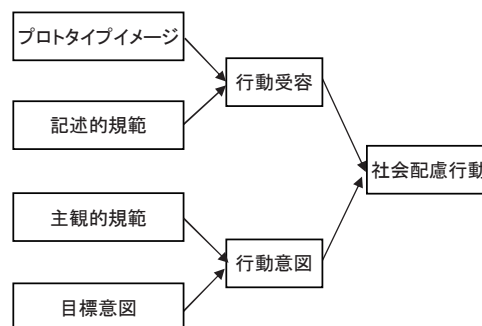 プロトタイプイメージ
記述的規範
行動受容
社会配慮行動
主観的規範
行動意図
目標意図